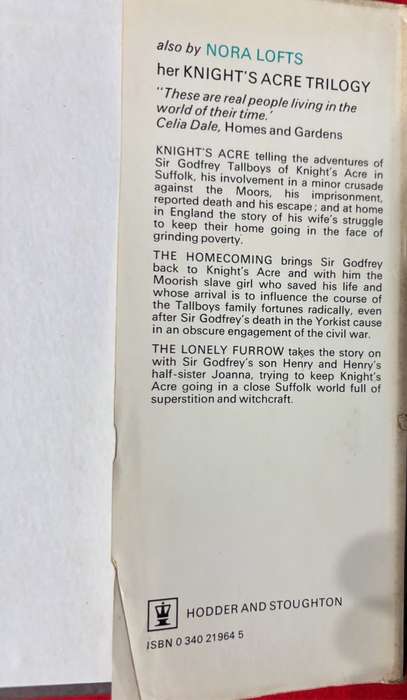 also by NORA LOFTS
her KNIGHT'S ACRE TRILOGY
"These are real people living in the
world of their time.'
Celia Dale, Homes and Gardens
KNIGHT'S ACRE telling the adventures of
Sir Godfrey Tallboys of Knight's Acre in
Suffolk, his involvement in a minor crusade
against the Moors, his imprisonment,
reported death and his escape; and at home
in England the story of his wife's struggle
to keep their home going in the face of
grinding poverty.
THE HOMECOMING brings Sir Godfrey
back to Knight's Acre and with him the
Moorish slave girl who saved his life and
whose arrival is to influence the course of
the Tallboys family fortunes radically, even
after Sir Godfrey's death in the Yorkist cause
in an obscure engagement of the civil war.
THE LONELY FURROW takes the story on
with Sir Godfrey's son Henry and Henry's
half-sister Joanna, trying to keep Knight's
Acre going in a close Suffolk world full of
superstition and witchcraft.
HODDER AND STOUGHTON
ISBN 0 340 21964 5